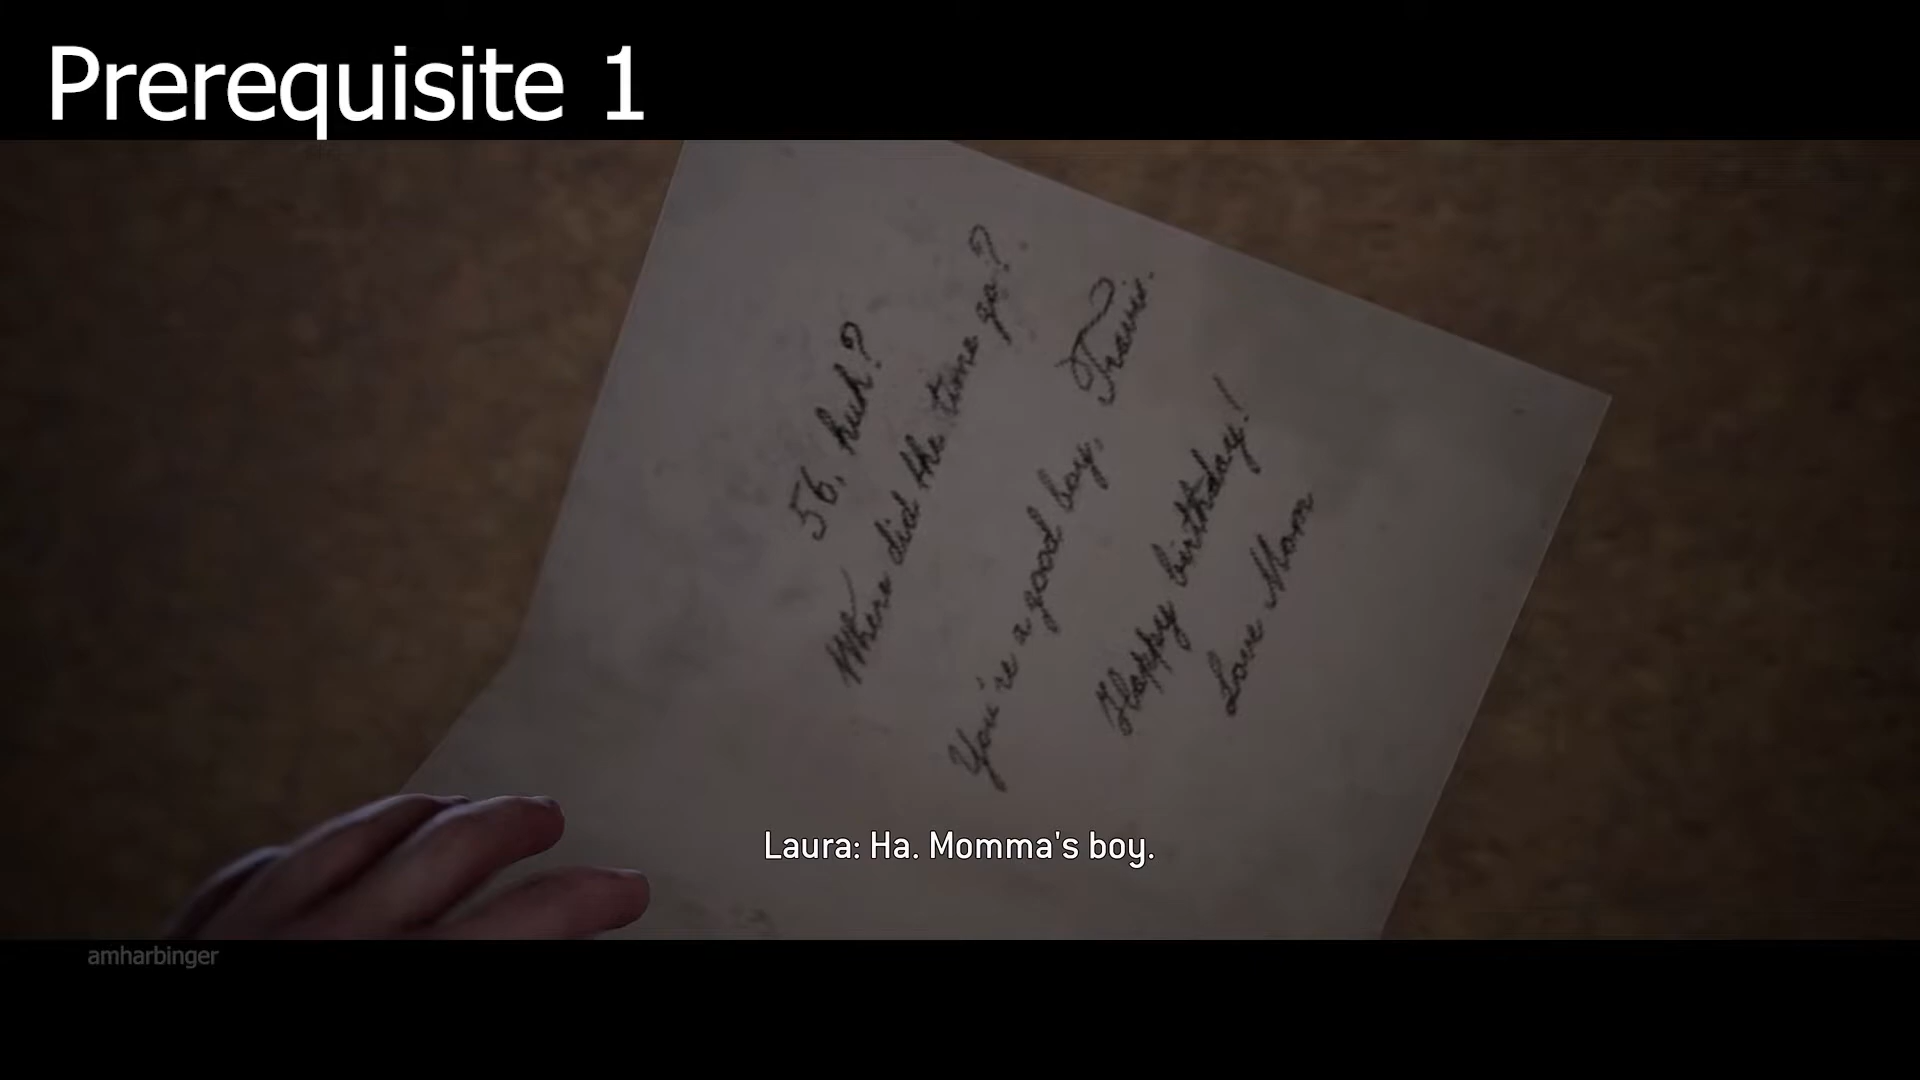 Prerequisite 1
56, huh?
Where did the time go?
You're a good boy, Travis.
Happy birthday!
Love Mom
Laura: Ha. Momma's boy.
amharbinger